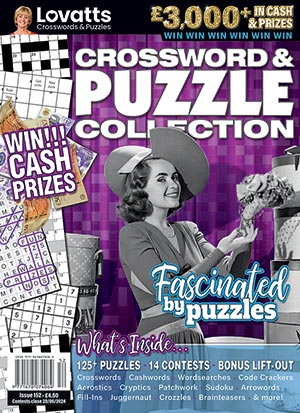 Lovatts
Crosswords & Puzzles
£3,000+ IN CASH
& PRIZES
WIN WIN WIN WIN WIN WIN
CROSSWORD &
PUZZLE
COLLECTION
WIN!!!
CASH
PRIZES
Fascinated
by puzzles
What's Inside...
125+ PUZZLES 14 CONTESTS BONUS LIFT-OUT
Crosswords Cashwords Wordsearches Code Crackers
Acrostics Cryptics Patchwork Sudoku Arrowords
Fill-Ins Juggernaut Crozzles Brainteasers & more!
Issue 152 - £4.50
Contests close 28/06/2024